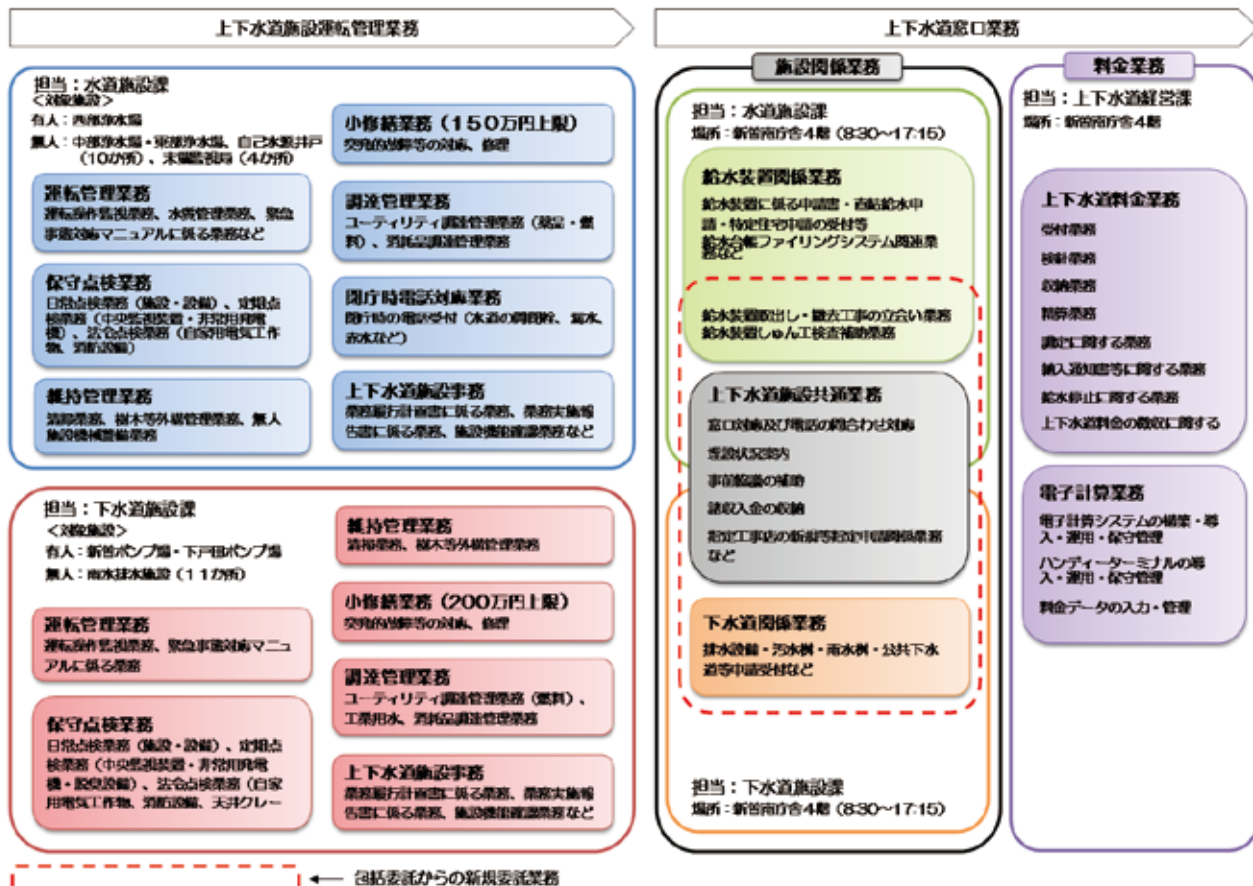 上下水道施設運転管理業務
担当：水道施設課
＜対象施設＞
有人：西部浄水場
無人：中部浄水場・東部浄水場、自己水源井戸
（10か所）、末端監視局（4か所）
運転管理業務
運転操作監視業務、水質管理業務、緊急
事態対応マニュアルに係る業務など
保守点検業務
日常点検業務（施設・設備）、定期点
検業務（中央監視装置・非常用発電
機）、法令点検業務（自家用電気工作
物、消防設備）
維持管理業務
清掃業務、樹木等外構管理業務、無人
施設機械警備業務
小修繕業務（150万円上限）
突発的故障等の対応、修理
調達管理業務
ユーティリティ調達管理業務（薬品・燃
料）、消耗品調達管理業務
閉庁時電話対応業務
閉庁時の電話受付（水道の開閉栓、漏水、
赤水など）
上下水道施設事務
業務履行計画書に係る業務、業務実施報
告書に係る業務、施設機能確認業務など
担当：下水道施設課
＜対象施設＞
有人：新曽ポンプ場・下戸田ポンプ場
無人：雨水排水施設（11か所）
運転管理業務
運転操作監視業務、緊急事態対応マニュ
アルに係る業務
保守点検業務
日常点検業務（施設・設備）、定期点
検業務（中央監視装置・非常用発電
機・脱臭設備）、法令点検業務（自家
用電気工作物、消防設備、天井クレー
維持管理業務
清掃業務、樹木等外構管理業務
小修繕業務（200万円上限）
突発的故障等の対応、修理
調達管理業務
ユーティリティ調達管理業務（燃料）、
工業用水、消耗品調達管理業務
上下水道施設事務
業務履行計画書に係る業務、業務実施報
告書に係る業務、施設機能確認業務など
← 包括委託からの新規委託業務
上下水道窓口業務
施設関係業務
担当：水道施設課
場所：新曽南庁舎4階（8:30～17:15）
給水装置関係業務
給水装置に係る申請書・直結給水申
請・特定住宅申請の受付等
給水台帳ファイリングシステム関連業
務など
給水装置取出し・撤去工事の立会い業務
給水装置しゅん工検査補助業務
上下水道施設共通業務
窓口対応及び電話の問合わせ対応
埋設状況案内
事前協議の補助
諸収入金の収納
指定工事店の新規等指定申請関係業務
など
下水道関係業務
排水設備・汚水桝・雨水桝・公共下水
道等申請受付など
担当：下水道施設課
場所：新曽南庁舎4階（8:30～17:15）
料金業務
担当：上下水道経営課
場所：新曽南庁舎4階
上下水道料金業務
受付業務
検針業務
収納業務
精算業務
調定に関する業務
納入通知書等に関する業務
給水停止に関する業務
上下水道料金の徴収に関する
電子計算業務
電子計算システムの構築・導
入・運用・保守管理
ハンディーターミナルの導
入・運用・保守管理
料金データの入力・管理